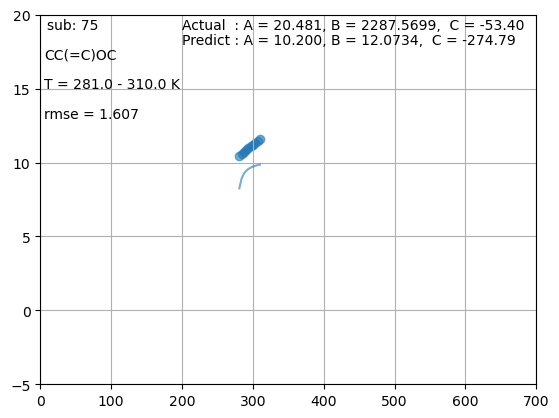 sub: 75
Actual  : A = 20.481, B = 2287.5699,  C = -53.40
Predict : A = 10.200, B = 12.0734,  C = -274.79
CC(=C)OC
T = 281.0 - 310.0 K
rmse = 1.607
20
15
10
5
0
−5
0 100 200 300 400 500 600 700